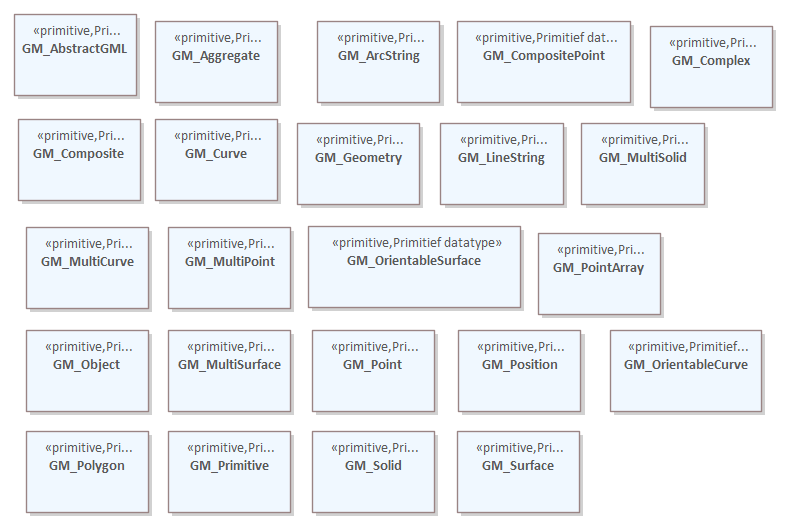 «primitive,Pri...
GM_AbstractGML
«primitive,Pri...
GM_Aggregate
«primitive,Pri...
GM_ArcString
«primitive,Primitief dat...
GM_CompositePoint
«primitive,Pri...
GM_Complex
«primitive,Pri...
GM_Composite
«primitive,Pri...
GM_Curve
«primitive,Pri...
GM_Geometry
«primitive,Pri...
GM_LineString
«primitive,Pri...
GM_MultiSolid
«primitive,Pri...
GM_MultiCurve
«primitive,Pri...
GM_MultiPoint
«primitive,Primitief datatype»
GM_OrientableSurface
«primitive,Pri...
GM_PointArray
«primitive,Pri...
GM_Object
«primitive,Pri...
GM_MultiSurface
«primitive,Pri...
GM_Point
«primitive,Pri...
GM_Position
«primitive,Primitief...
GM_OrientableCurve
«primitive,Pri...
GM_Polygon
«primitive,Pri...
GM_Primitive
«primitive,Pri...
GM_Solid
«primitive,Pri...
GM_Surface